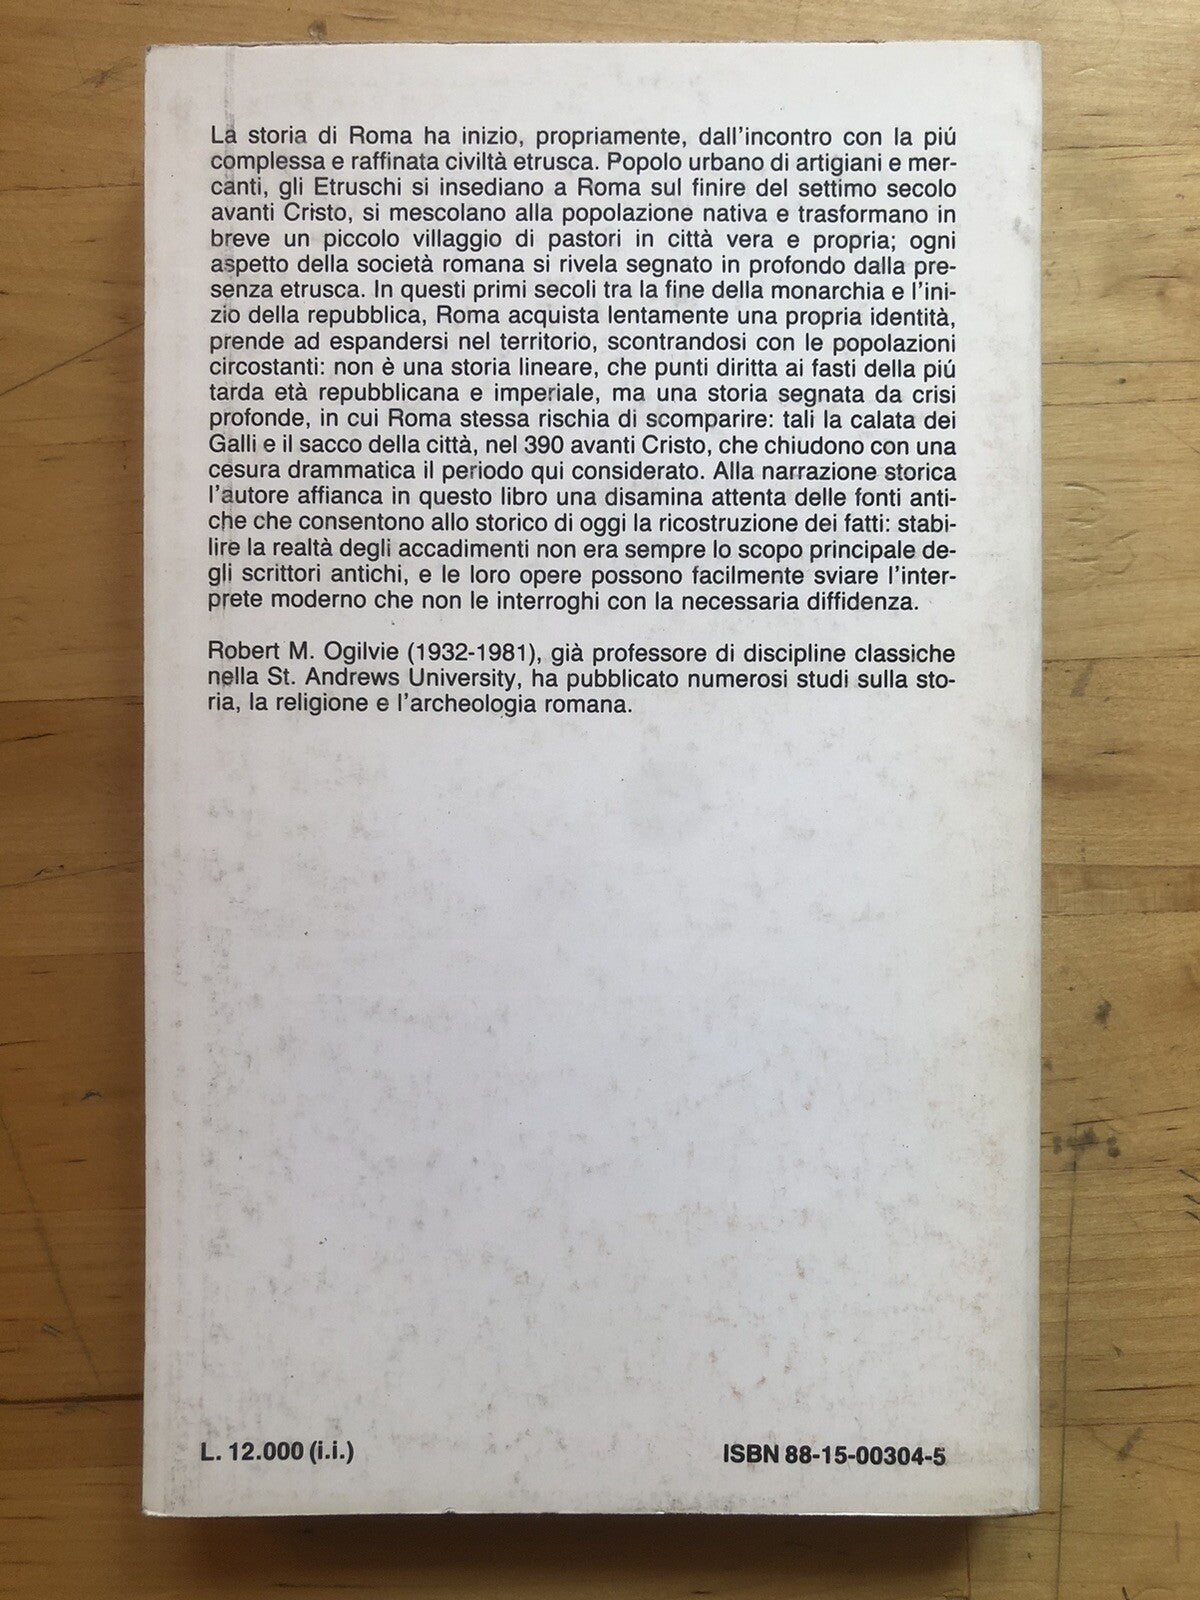 La storia di Roma ha inizio, propriamente, dall'incontro con la piú
complessa e raffinata civiltà etrusca. Popolo urbano di artigiani e mer-
canti, gli Etruschi si insediano a Roma sul finire del settimo secolo
avanti Cristo, si mescolano alla popolazione nativa e trasformano in
breve un piccolo villaggio di pastori in città vera e propria; ogni
aspetto della società romana si rivela segnato in profondo dalla pre-
senza etrusca. In questi primi secoli tra la fine della monarchia e l'ini-
zio della repubblica, Roma acquista lentamente una propria identità,
prende ad espandersi nel territorio, scontrandosi con le popolazioni
circostanti: non è una storia lineare, che punti diritta ai fasti della piú
tarda età repubblicana e imperiale, ma una storia segnata da crisi
profonde, in cui Roma stessa rischia di scomparire: tali la calata dei
Galli e il sacco della città, nel 390 avanti Cristo, che chiudono con una
cesura drammatica il periodo qui considerato. Alla narrazione storica
l'autore affianca in questo libro una disamina attenta delle fonti anti-
che che consentono allo storico di oggi la ricostruzione dei fatti: stabi-
lire la realtà degli accadimenti non era sempre lo scopo principale de-
gli scrittori antichi, e le loro opere possono facilmente sviare l'inter-
prete moderno che non le interroghi con la necessaria diffidenza.
Robert M. Ogilvie (1932-1981), già professore di discipline classiche
nella St. Andrews University, ha pubblicato numerosi studi sulla sto-
ria, la religione e l'archeologia romana.
L. 12.000 (i.i.)
ISBN 88-15-00304-5